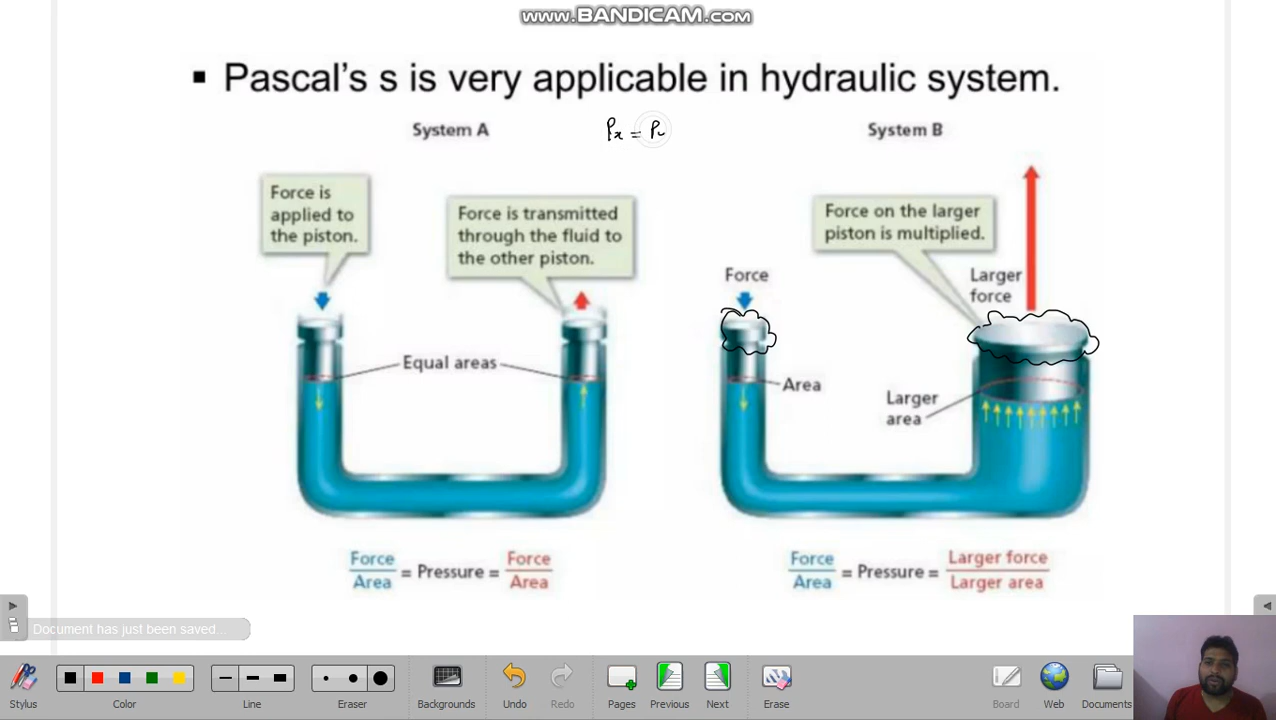 www.BANDICAM.com
▪ Pascal's s is very applicable in hydraulic system.
System A
Pₓ = P
System B
Force is
applied to
the piston.
Force is transmitted
through the fluid to
the other piston.
Force on the larger
piston is multiplied.
Force
Larger
force
Equal areas
Area
Larger
area
Force/Area = Pressure = Force/Area
Force/Area = Pressure = Larger force/Larger area
Document has just been saved...
Stylus
Color
Line
Eraser
Backgrounds
Undo
Redo
Pages
Previous
Next
Erase
Board
Web
Documents